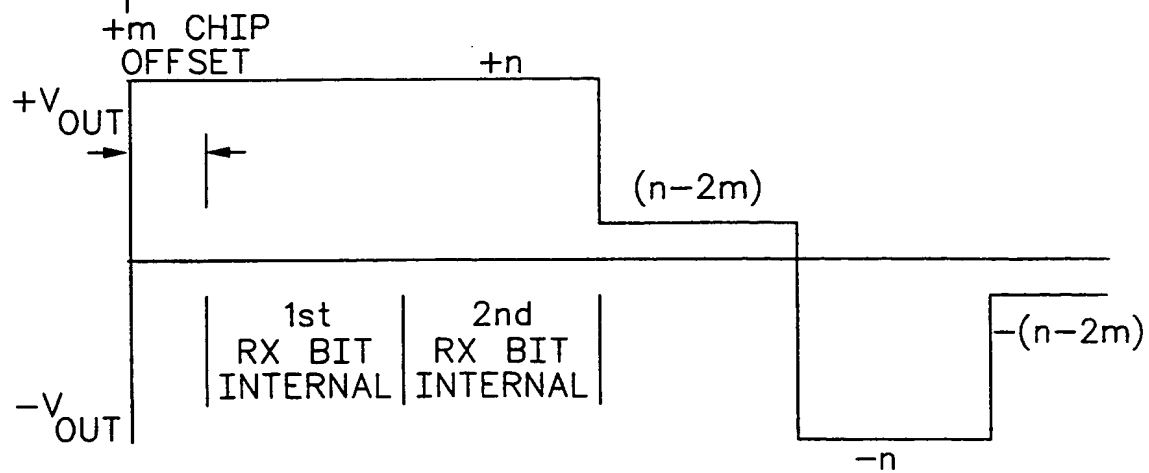 +m CHIP
OFFSET
+n
+V OUT
(n-2m)
1st
RX BIT
INTERNAL
2nd
RX BIT
INTERNAL
-(n-2m)
-V OUT
-n